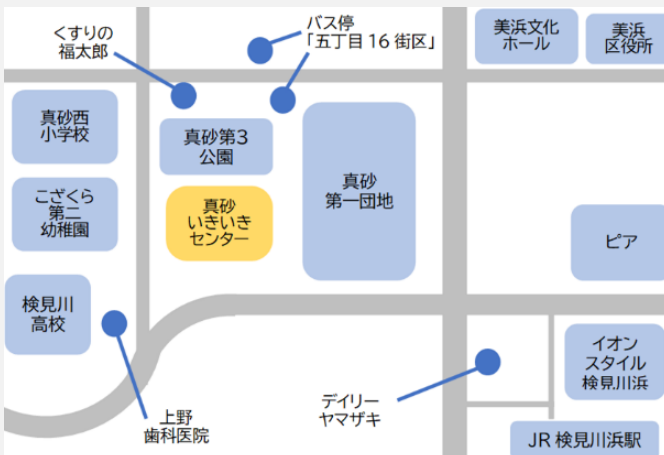 くすりの
福太郎
バス停
「五丁目 16 街区」
美浜文化
ホール
美浜
区役所
真砂西
小学校
真砂第3
公園
真砂
第一団地
こざくら
第二
幼稚園
真砂
いきいき
センター
ピア
検見川
高校
イオン
スタイル
検見川浜
上野
歯科医院
デイリー
ヤマザキ
JR 検見川浜駅